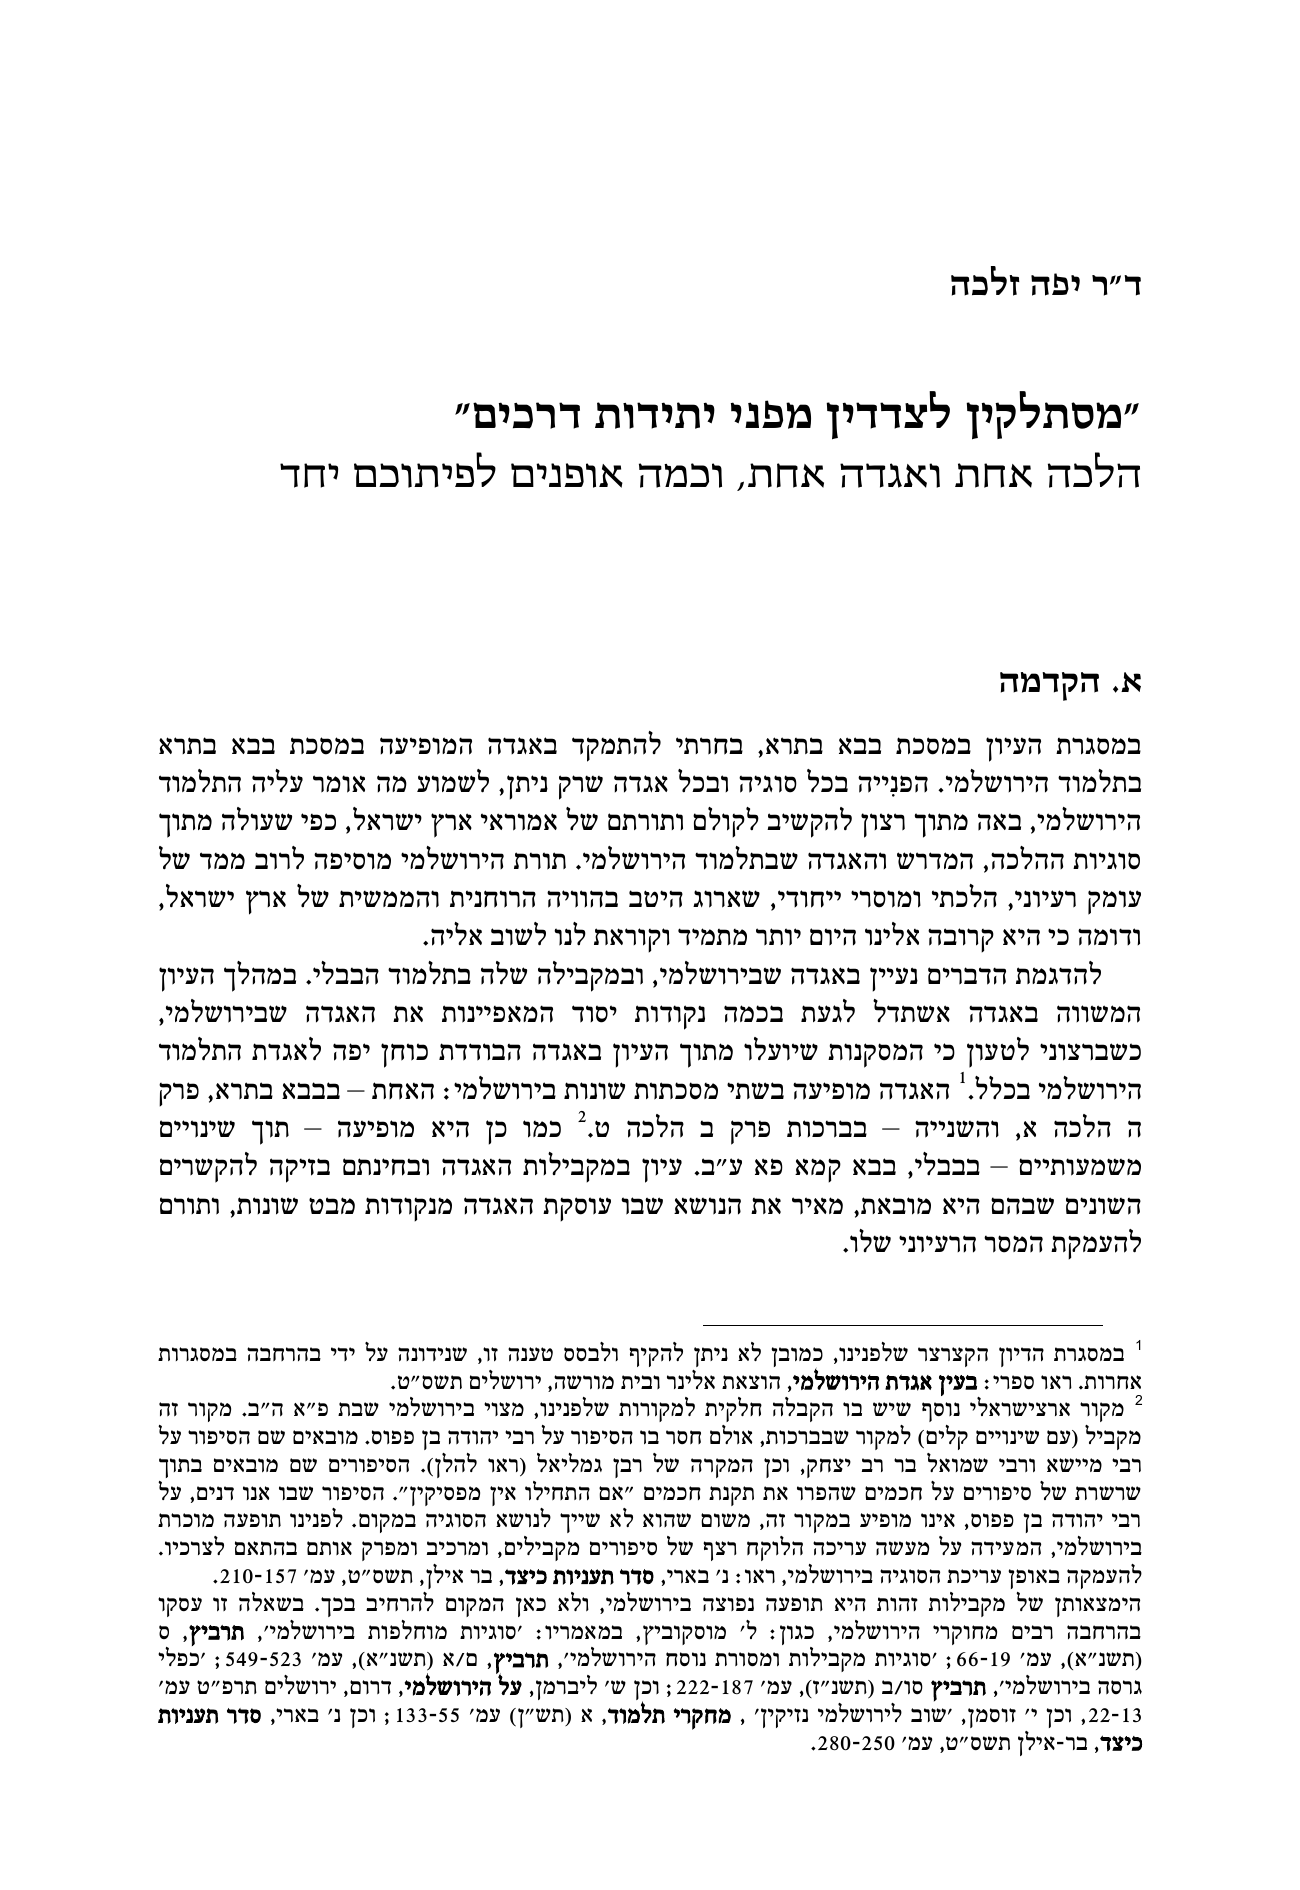 ד״ר יפה זלכה
״מסתלקין לצדדין מפני יתידות דרכים״
הלכה אחת ואגדה אחת, וכמה אופנים לפיתוכם יחד
א. הקדמה
במסגרת העיון במסכת בבא בתרא, בחרתי להתמקד באגדה המופיעה במסכת בבא בתרא
בתלמוד הירושלמי. הפנִייה בכל סוגיה ובכל אגדה שרק ניתן, לשמוע מה אומר עליה התלמוד
הירושלמי, באה מתוך רצון להקשיב לקולם ותורתם של אמוראי ארץ ישראל, כפי שעולה מתוך
סוגיות ההלכה, המדרש והאגדה שבתלמוד הירושלמי. תורת הירושלמי מוסיפה לרוב ממד של
עומק רעיוני, הלכתי ומוסרי ייחודי, שארוג היטב בהוויה הרוחנית והממשית של ארץ ישראל,
ודומה כי היא קרובה אלינו היום יותר מתמיד וקוראת לנו לשוב אליה.
להדגמת הדברים נעיין באגדה שבירושלמי, ובמקבילה שלה בתלמוד הבבלי. במהלך העיון
המשווה באגדה אשתדל לגעת בכמה נקודות יסוד המאפיינות את האגדה שבירושלמי,
כשברצוני לטעון כי המסקנות שיועלו מתוך העיון באגדה הבודדת כוחן יפה לאגדת התלמוד
הירושלמי בכלל.1 האגדה מופיעה בשתי מסכתות שונות בירושלמי: האחת – בבבא בתרא, פרק
ה הלכה א, והשנייה – בברכות פרק ב הלכה ט.2 כמו כן היא מופיעה – תוך שינויים
משמעותיים – בבבלי, בבא קמא פא ע״ב. עיון במקבילות האגדה ובחינתם בזיקה להקשרים
השונים שבהם היא מובאת, מאיר את הנושא שבו עוסקת האגדה מנקודות מבט שונות, ותורם
להעמקת המסר הרעיוני שלו.
1 במסגרת הדיון הקצרצר שלפנינו, כמובן לא ניתן להקיף ולבסס טענה זו, שנידונה על ידי בהרחבה במסגרות
אחרות. ראו ספרי: בעין אגדת הירושלמי, הוצאת אלינר ובית מורשה, ירושלים תשס״ט.
2 מקור ארצישראלי נוסף שיש בו הקבלה חלקית למקורות שלפנינו, מצוי בירושלמי שבת פ״א ה״ב. מקור זה
מקביל (עם שינויים קלים) למקור שבברכות, אולם חסר בו הסיפור על רבי יהודה בן פפוס. מובאים שם הסיפור על
רבי מיישא ורבי שמואל בר רב יצחק, וכן המקרה של רבן גמליאל (ראו להלן). הסיפורים שם מובאים בתוך
שרשרת של סיפורים על חכמים שהפרו את תקנת חכמים ״אם התחילו אין מפסיקין״. הסיפור שבו אנו דנים, על
רבי יהודה בן פפוס, אינו מופיע במקור זה, משום שהוא לא שייך לנושא הסוגיה במקום. לפנינו תופעה מוכרת
בירושלמי, המעידה על מעשה עריכה הלוקח רצף של סיפורים מקבילים, ומרכיב ומפרק אותם בהתאם לצרכיו.
להעמקה באופן עריכת הסוגיה בירושלמי, ראו: נ׳ בארי, סדר תעניות כיצד, בר אילן, תשס״ט, עמ׳ 210-157.
הימצאותן של מקבילות זהות היא תופעה נפוצה בירושלמי, ולא כאן המקום להרחיב בכך. בשאלה זו עסקו
בהרחבה רבים מחוקרי הירושלמי, כגון: ל׳ מוסקוביץ, במאמריו: ׳סוגיות מוחלפות בירושלמי׳, תרביץ, ס
(תשנ״א), עמ׳ 66-19; ׳סוגיות מקבילות ומסורת נוסח הירושלמי׳, תרביץ, ם/א (תשנ״א), עמ׳ 549-523; ׳כפלי
גרסה בירושלמי׳, תרביץ סו/ב (תשנ״ז), עמ׳ 222-187; וכן ש׳ ליברמן, על הירושלמי, דרום, ירושלים תרפ״ט עמ׳
22-13, וכן י׳ זוסמן, ׳שוב לירושלמי נזיקין׳ , מחקרי תלמוד, א (תש״ן) עמ׳ 133-55; וכן נ׳ בארי, סדר תעניות
כיצד, בר-אילן תשס״ט, עמ׳ 280-250.